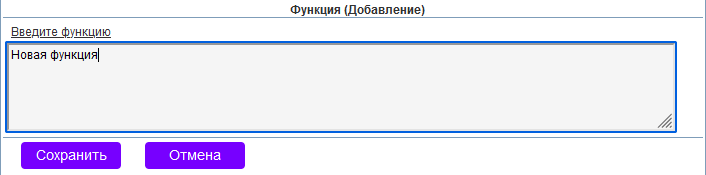 Функция (Добавление)
Введите функцию
Новая функция
Сохранить Отмена